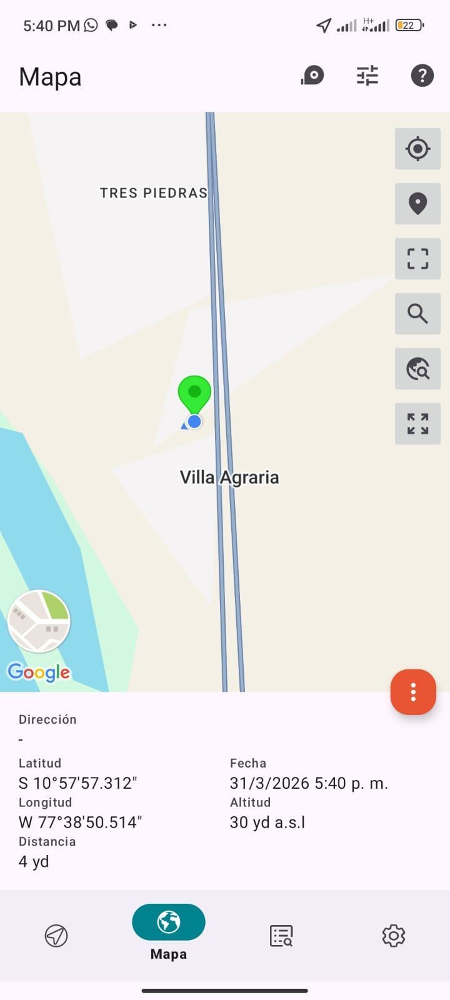 5:40 PM
H+
22
Mapa
TRES PIEDRAS
Villa Agraria
Google
Dirección
-
Latitud
S 10°57'57.312"
Fecha
31/3/2026 5:40 p. m.
Longitud
W 77°38'50.514"
Altitud
30 yd a.s.l
Distancia
4 yd
Mapa